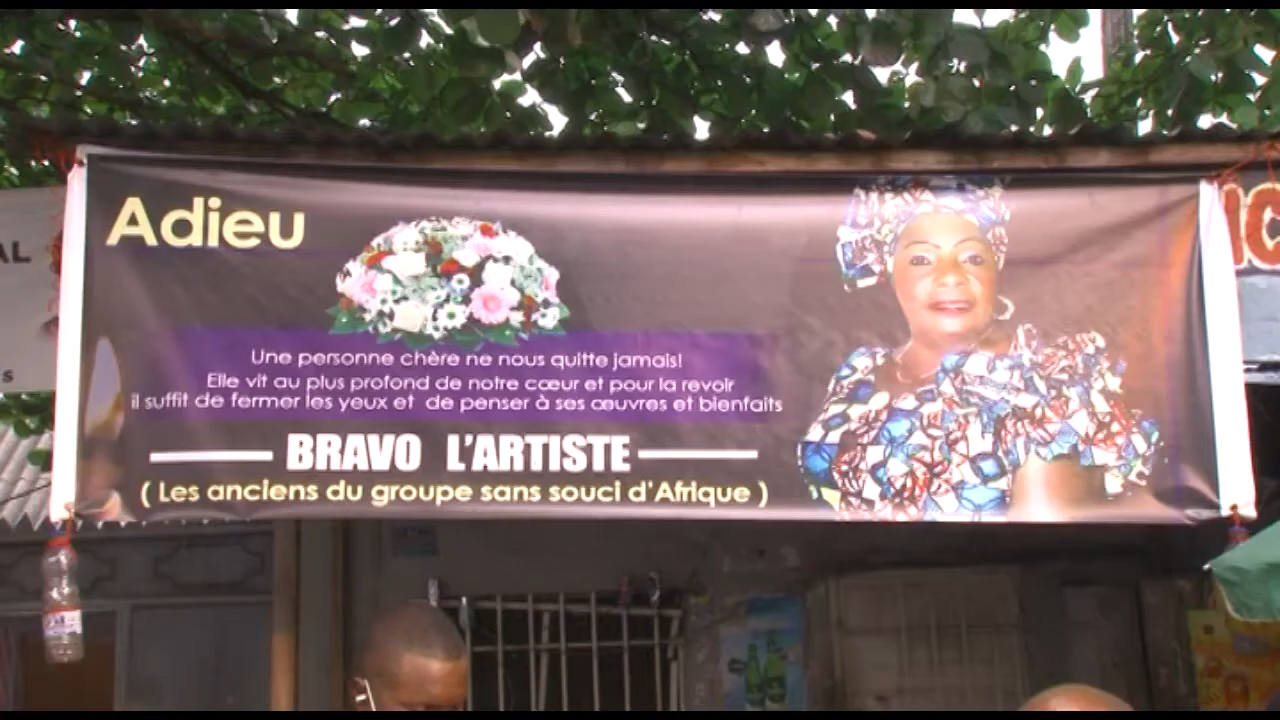 Adieu
Une personne chère ne nous quitte jamais!
Elle vit au plus profond de notre cœur et pour la revoir
il suffit de fermer les yeux et de penser à ses œuvres et bienfaits
BRAVO L'ARTISTE
( Les anciens du groupe sans souci d'Afrique )
AL